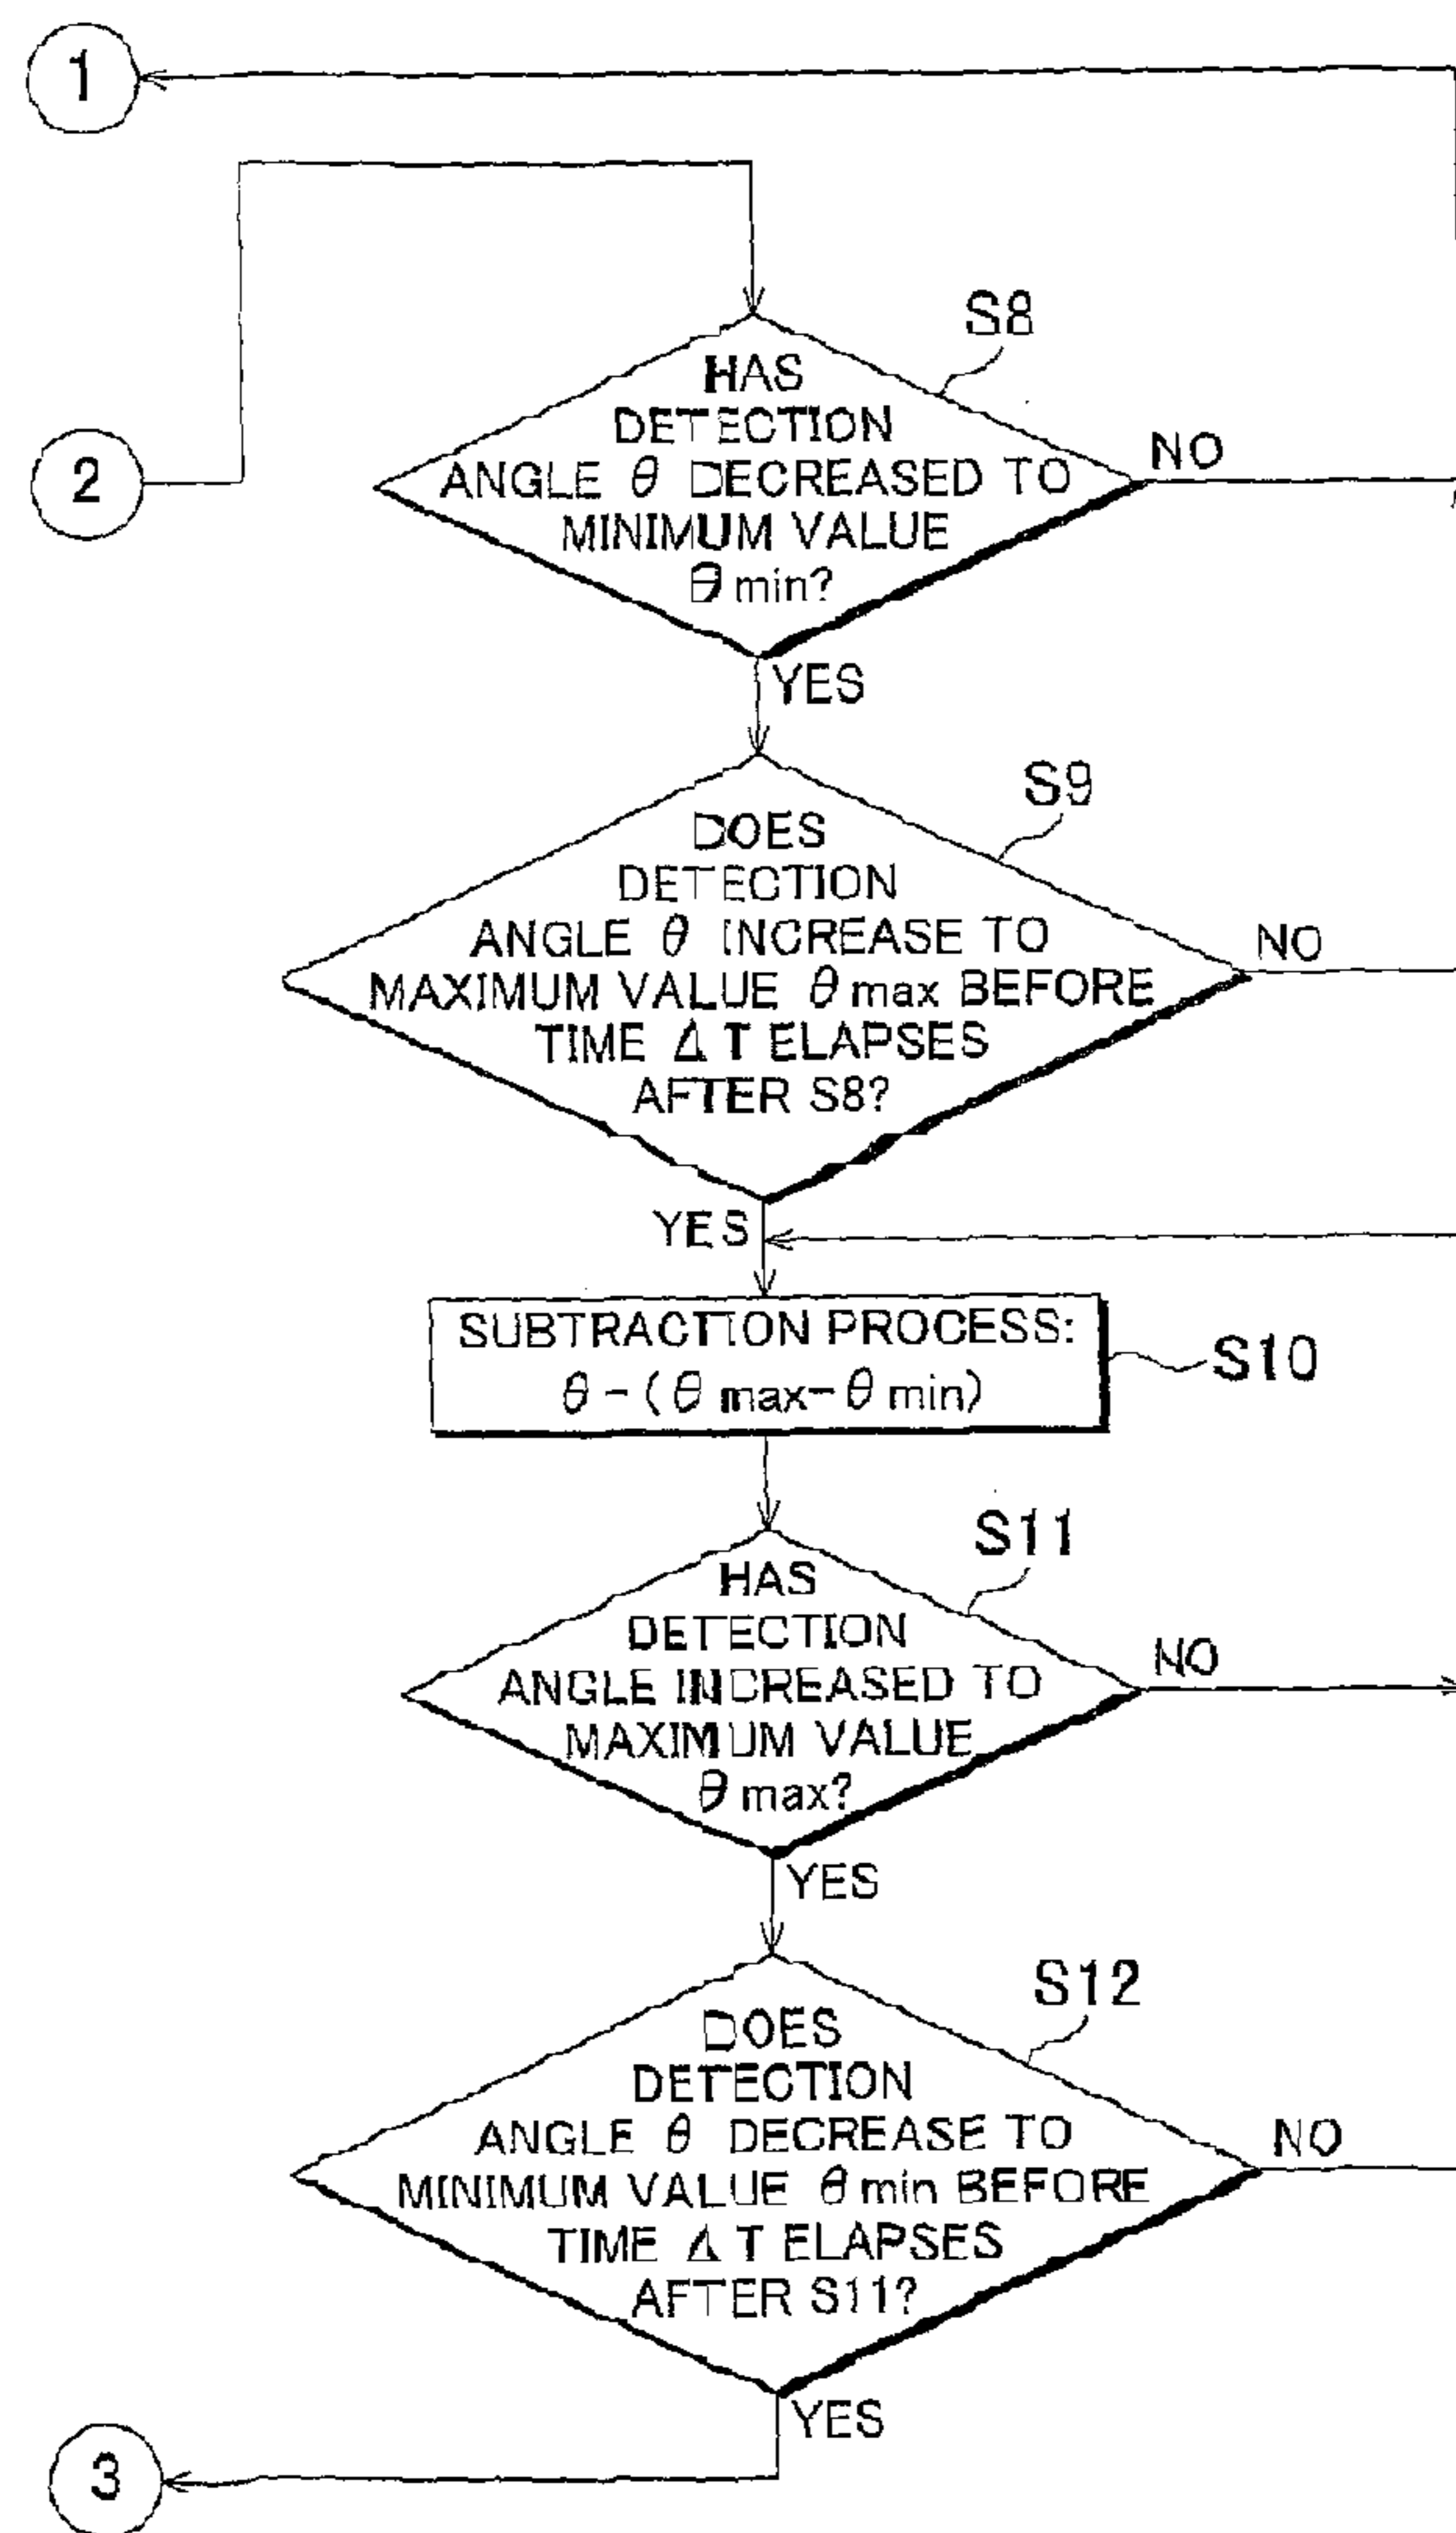 1
S8
HAS
DETECTION
ANGLE θ DECREASED TO
MINIMUM VALUE
θ min?
NO
2
YES
S9
DOES
DETECTION
ANGLE θ INCREASE TO
MAXIMUM VALUE θ max BEFORE
TIME Δ T ELAPSES
AFTER S8?
NO
YES
SUBTRACTION PROCESS:
θ - (θ max- θ min)
S10
S11
HAS
DETECTION
ANGLE INCREASED TO
MAXIMUM VALUE
θ max?
NO
YES
S12
DOES
DETECTION
ANGLE θ DECREASE TO
MINIMUM VALUE θ min BEFORE
TIME Δ T ELAPSES
AFTER S11?
NO
YES
3